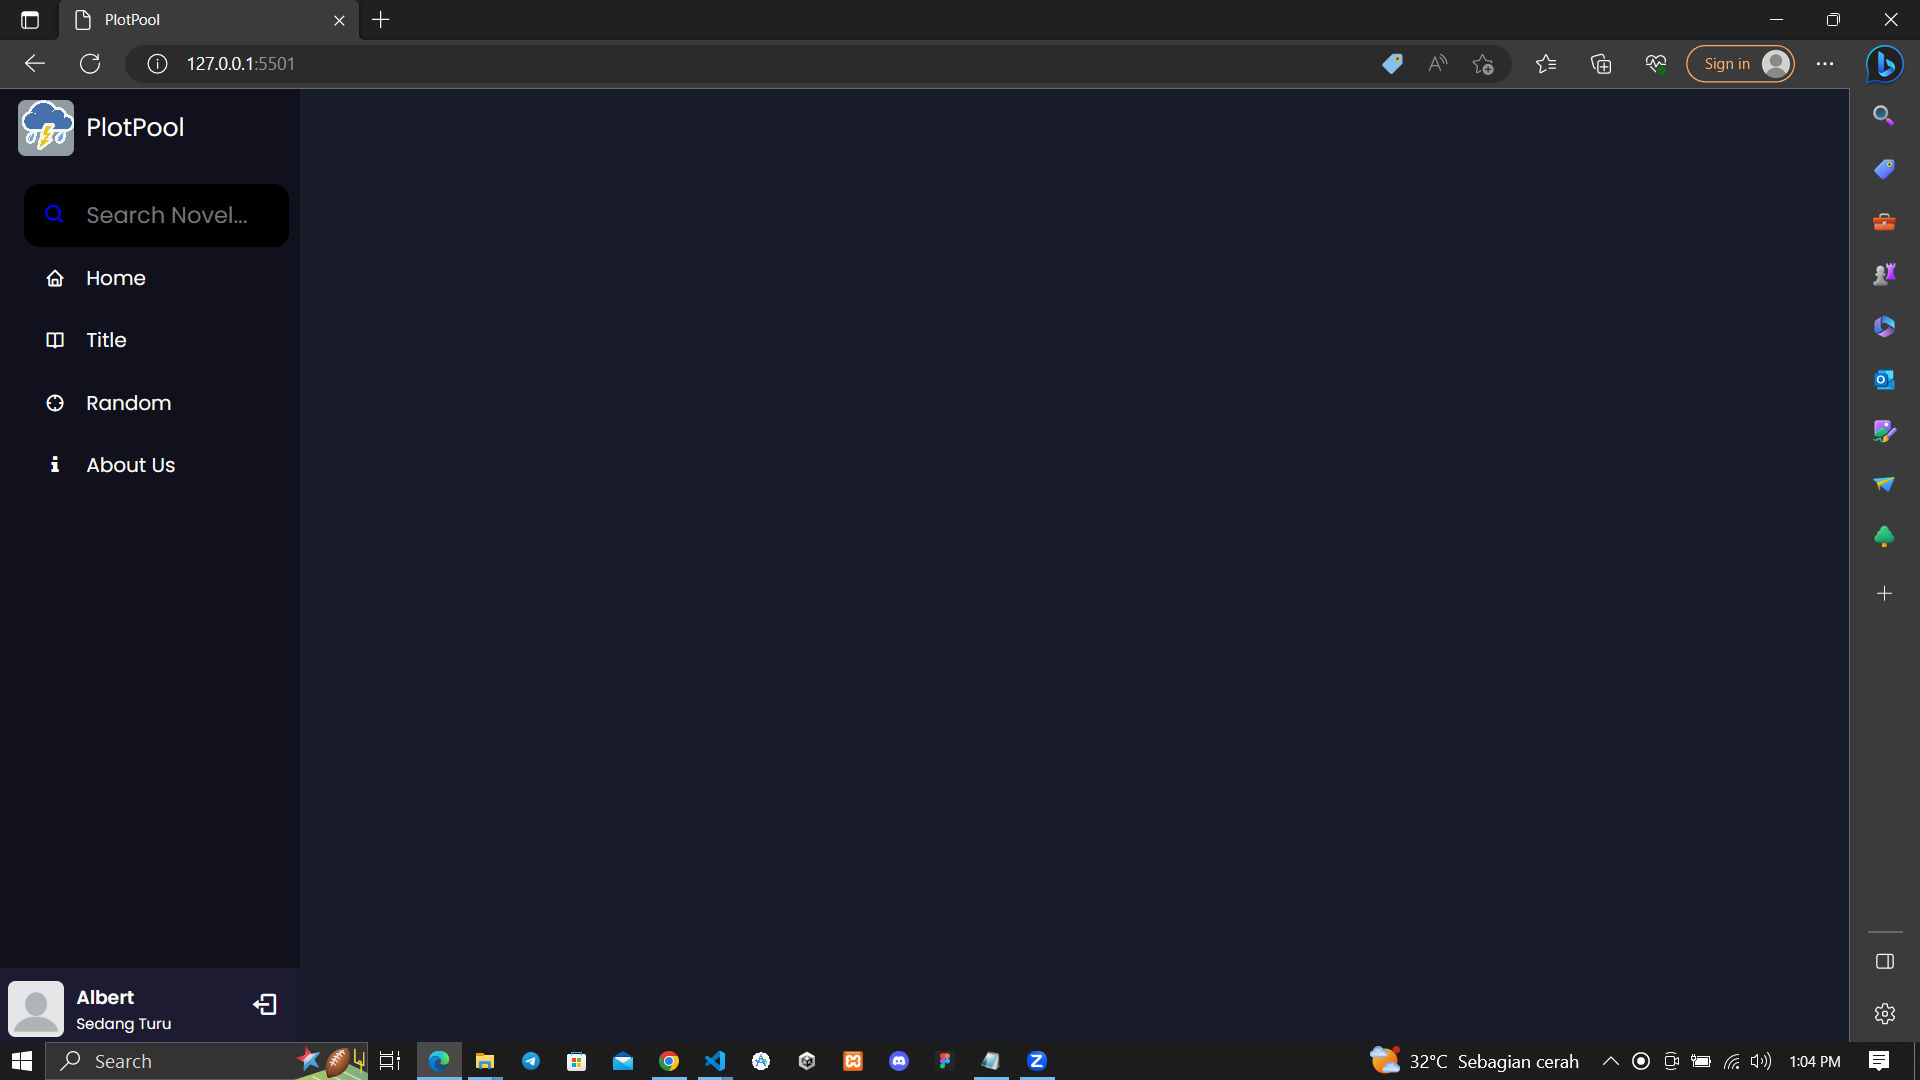 PlotPool
127.0.0.1:5501
Sign in
PlotPool
Search Novel...
Home
Title
Random
About Us
Albert
Sedang Turu
Search
32°C Sebagian cerah
1:04 PM